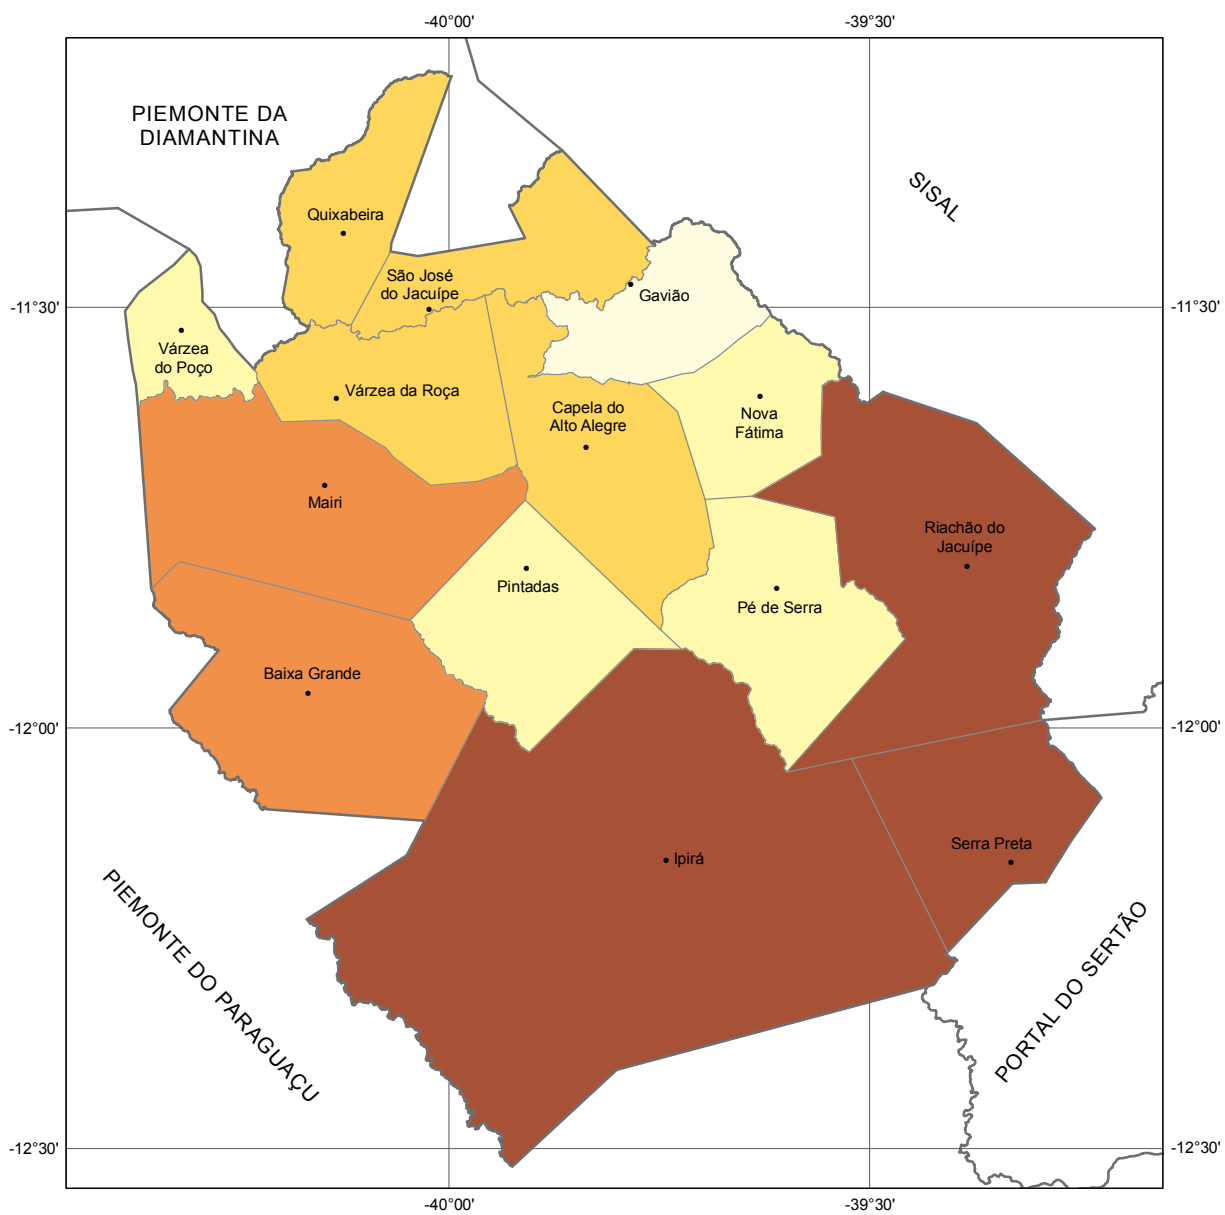 -40°00'
-39°30'
PIEMONTE DA
DIAMANTINA
SISAL
Quixabeira
São José
do Jacuípe
Gavião
-11°30'
-11°30'
Várzea
do Poço
Várzea da Roça
Capela do
Alto Alegre
Nova
Fátima
Mairi
Riachão do
Jacuípe
Pintadas
Pé de Serra
Baixa Grande
-12°00'
-12°00'
Ipirá
Serra Preta
PIEMONTE DO PARAGUAÇU
PORTAL DO SERTÃO
-12°30'
-12°30'
-40°00'
-39°30'